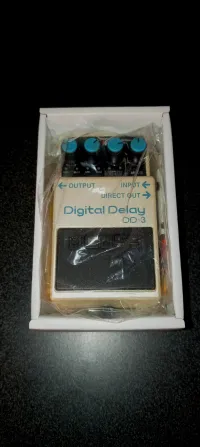 ← OUTPUT INPUT ←
DIRECT OUT →
Digital Delay
DD-3